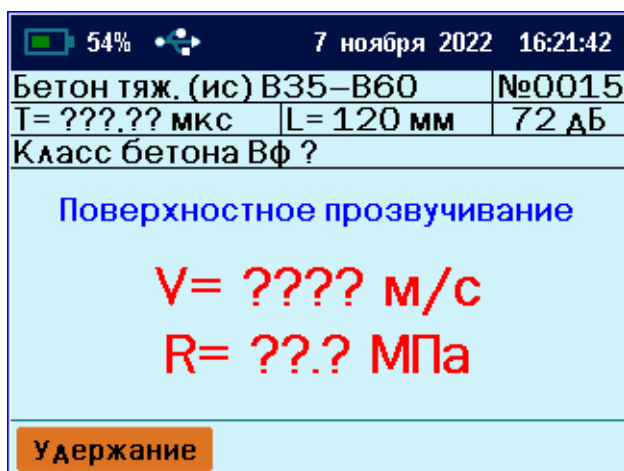 54% 7 ноября 2022 16:21:42
Бетон тяж. (ис) В35–В60 №0015
Т= ???.?? мкс L= 120 мм 72 дБ
Класс бетона Вф ?
Поверхностное прозвучивание
V= ???? м/с
R= ??.? МПа
Удержание